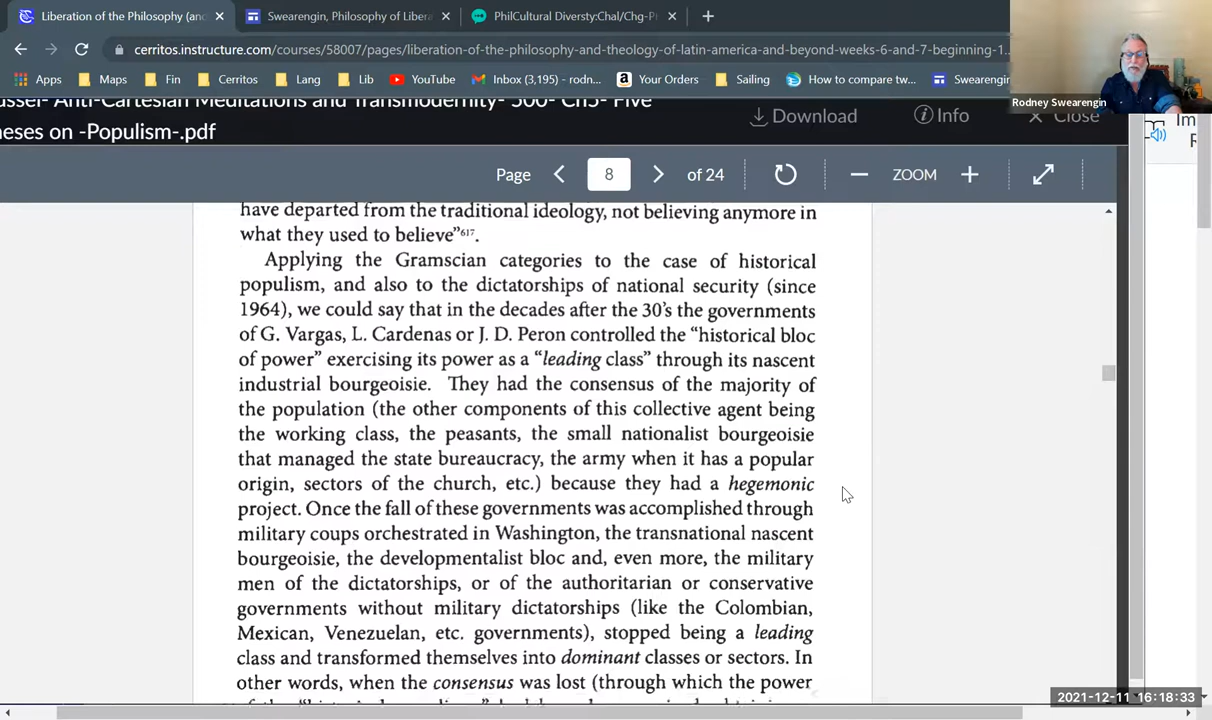 Liberation of the Philosophy (an
Swearengin, Philosophy of Libera
PhilCultural Diversty:Chal/Chg-P
cerritos.instructure.com/courses/58007/pages/liberation-of-the-philosophy-and-theology-of-latin-america-and-beyond-weeks-6-and-7-beginning-1...
Apps Maps Fin Cerritos Lang Lib YouTube Inbox (3,195) - rodn... Your Orders Sailing How to compare tw... Swearengin
Rodney Swearengin
ussel- Anti-Cartesian Meditations and Transmodernity- 300- Ch5- Five
heses on -Populism-.pdf
Download Info Close
Im
Page 8 of 24 ZOOM
have departed from the traditional ideology, not believing anymore in
what they used to believe”617.
Applying the Gramscian categories to the case of historical
populism, and also to the dictatorships of national security (since
1964), we could say that in the decades after the 30’s the governments
of G. Vargas, L. Cardenas or J. D. Peron controlled the “historical bloc
of power” exercising its power as a “leading class” through its nascent
industrial bourgeoisie. They had the consensus of the majority of
the population (the other components of this collective agent being
the working class, the peasants, the small nationalist bourgeoisie
that managed the state bureaucracy, the army when it has a popular
origin, sectors of the church, etc.) because they had a hegemonic
project. Once the fall of these governments was accomplished through
military coups orchestrated in Washington, the transnational nascent
bourgeoisie, the developmentalist bloc and, even more, the military
men of the dictatorships, or of the authoritarian or conservative
governments without military dictatorships (like the Colombian,
Mexican, Venezuelan, etc. governments), stopped being a leading
class and transformed themselves into dominant classes or sectors. In
other words, when the consensus was lost (through which the power
2021-12-11 16:18:33